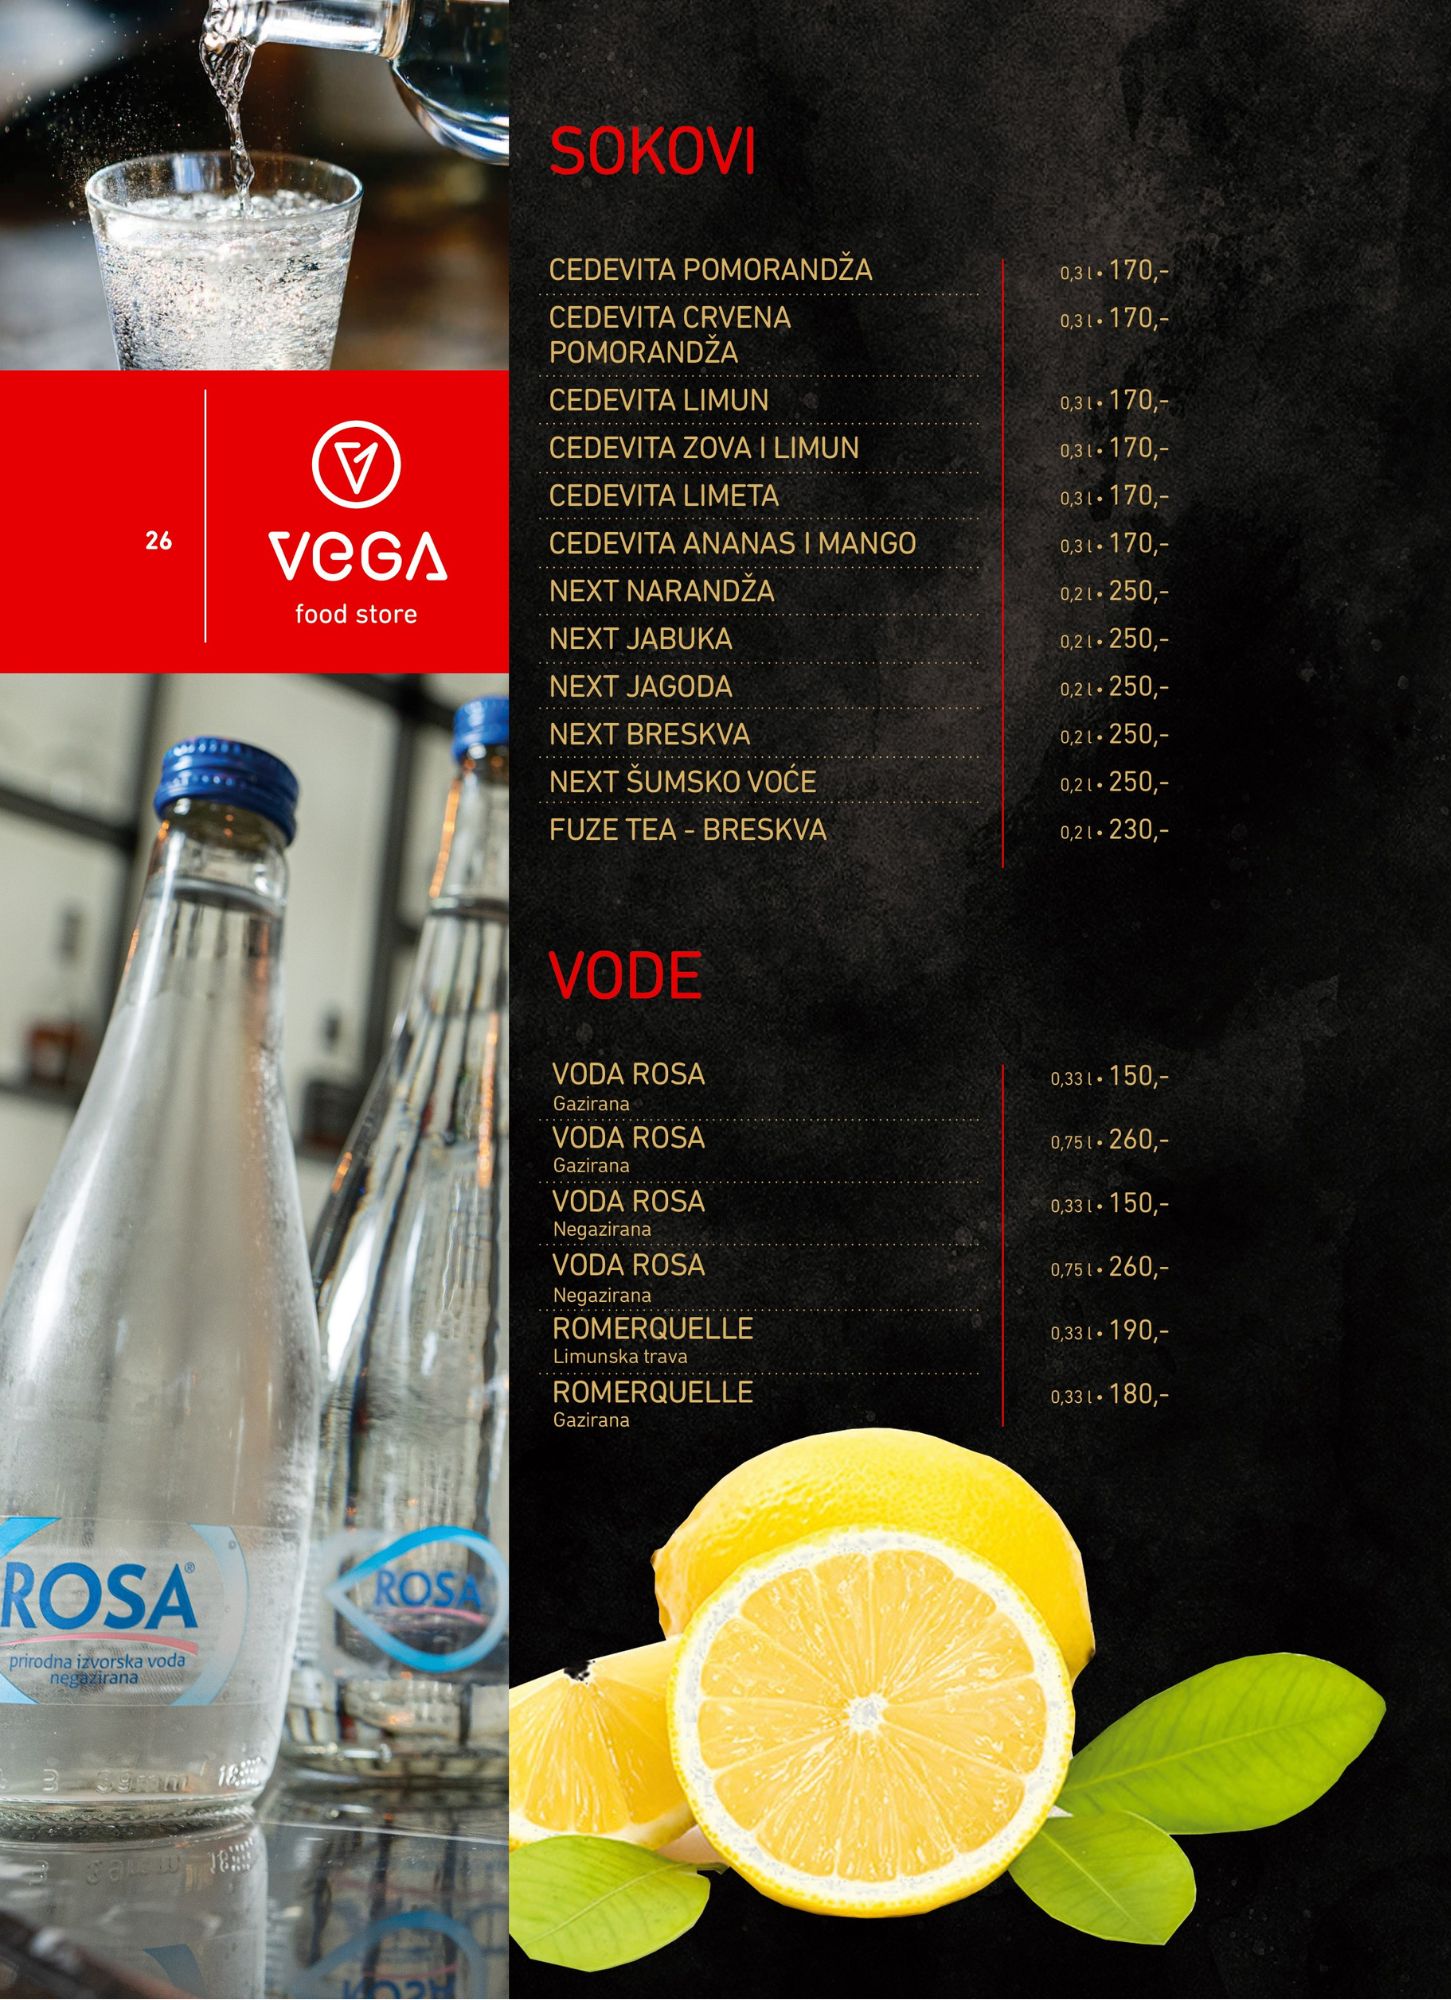 SOKOVI
CEDEVITA POMORANDŽA 0,3 l • 170,-
CEDEVITA CRVENA 0,3 l • 170,-
POMORANDŽA
CEDEVITA LIMUN 0,3 l • 170,-
CEDEVITA ZOVA I LIMUN 0,3 l • 170,-
CEDEVITA LIMETA 0,3 l • 170,-
CEDEVITA ANANAS I MANGO 0,3 l • 170,-
NEXT NARANDŽA 0,2 l • 250,-
NEXT JABUKA 0,2 l • 250,-
NEXT JAGODA 0,2 l • 250,-
NEXT BRESKVA 0,2 l • 250,-
NEXT ŠUMSKO VOĆE 0,2 l • 250,-
FUZE TEA - BRESKVA 0,2 l • 230,-
VODE
VODA ROSA 0,33 l • 150,-
Gazirana
VODA ROSA 0,75 l • 260,-
Gazirana
VODA ROSA 0,33 l • 150,-
Negazirana
VODA ROSA 0,75 l • 260,-
Negazirana
ROMERQUELLE 0,33 l • 190,-
Limunska trava
ROMERQUELLE 0,33 l • 180,-
Gazirana
26
VEGA
food store
ROSA®
prirodna izvorska voda
negazirana
ROSA